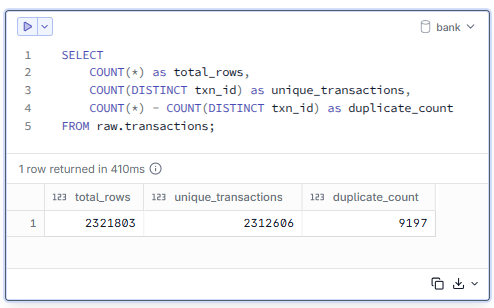 bank
1 SELECT
2 COUNT(*) as total_rows,
3 COUNT(DISTINCT txn_id) as unique_transactions,
4 COUNT(*) - COUNT(DISTINCT txn_id) as duplicate_count
5 FROM raw.transactions;
1 row returned in 410ms
123 total_rows 123 unique_transactions 123 duplicate_count
1 2321803 2312606 9197